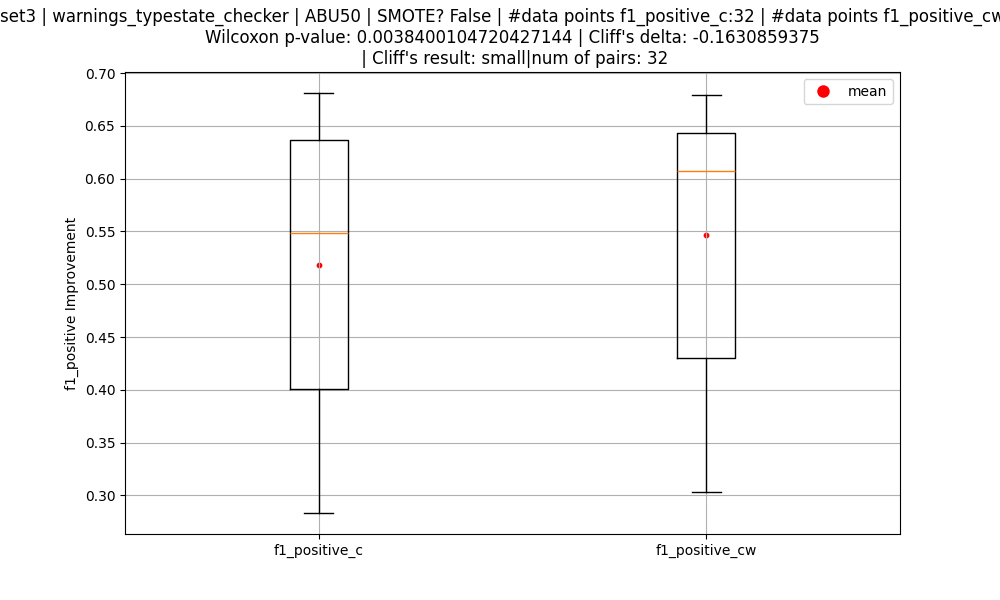 set3 | warnings_typestate_checker | ABU50 | SMOTE? False | #data points f1_positive_c:32 | #data points f1_positive_cw
Wilcoxon p-value: 0.0038400104720427144 | Cliff's delta: -0.1630859375
| Cliff's result: small|num of pairs: 32
mean
0.70
0.65
0.60
0.55
0.50
0.45
0.40
0.35
0.30
f1_positive Improvement
f1_positive_c
f1_positive_cw